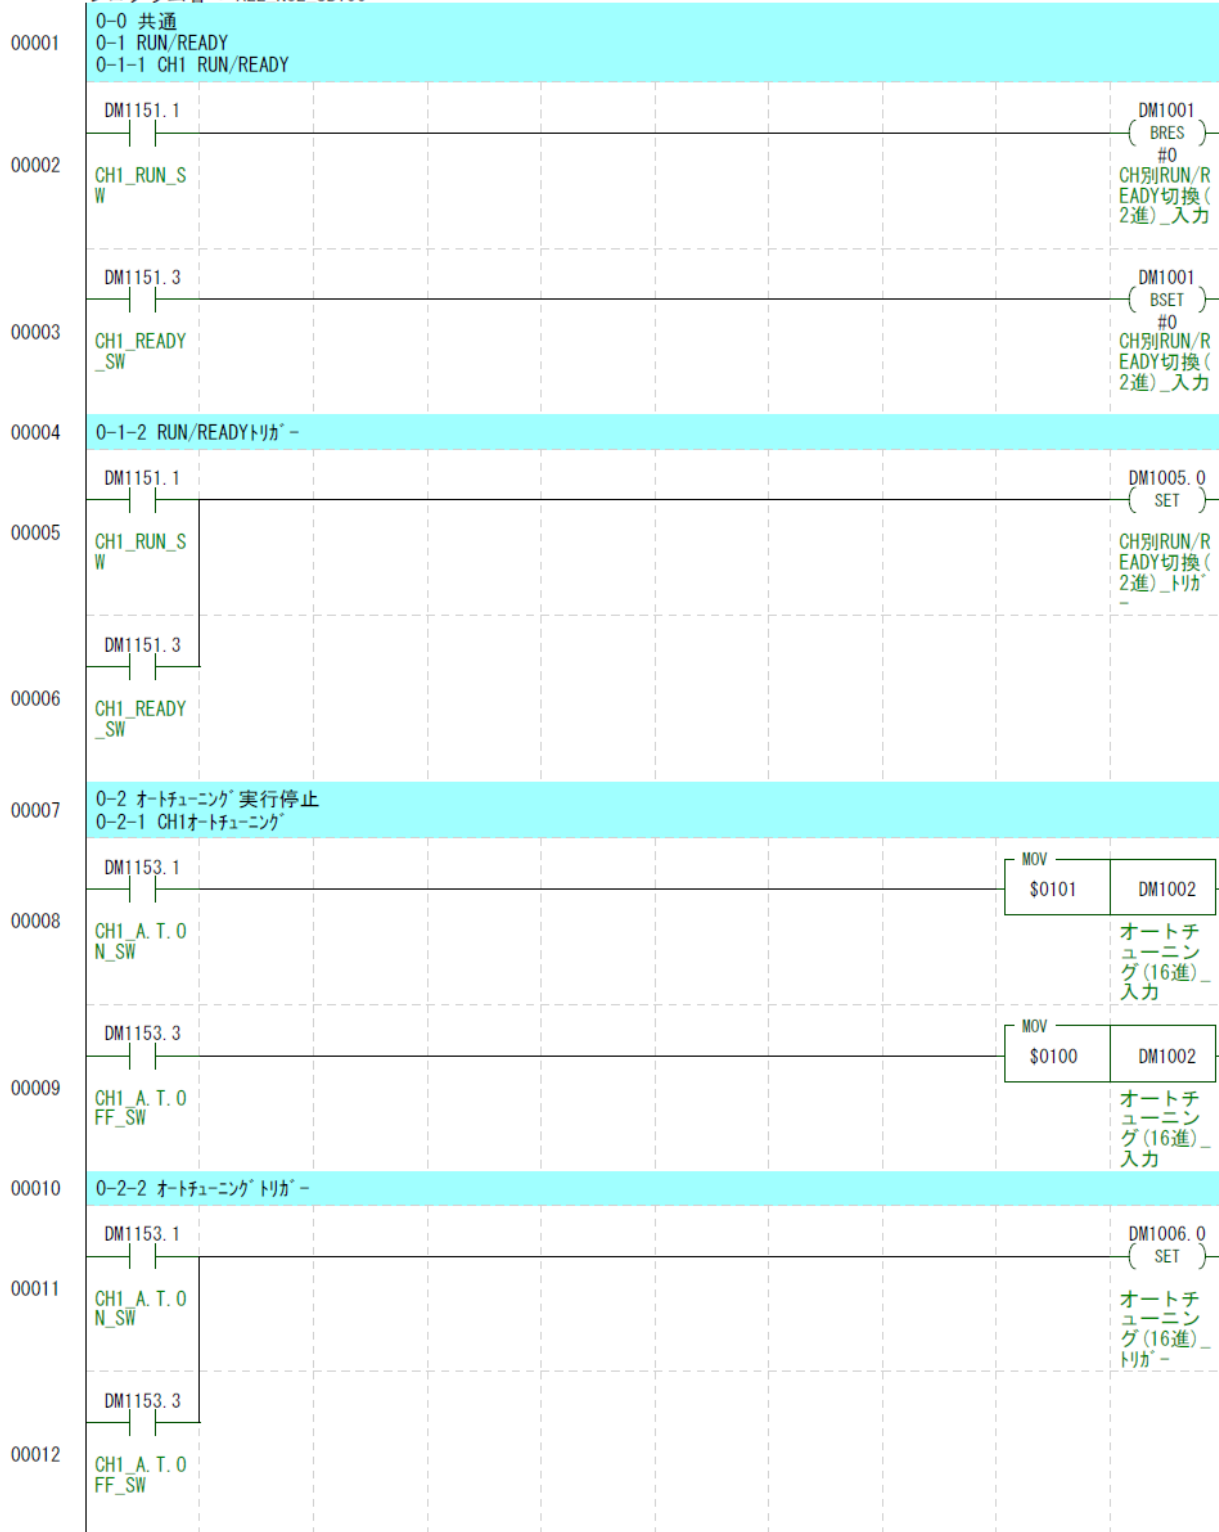 00001
0-0 共通
0-1 RUN/READY
0-1-1 CH1 RUN/READY
DM1151.1
DM1001
BRES
#0
00002
CH1_RUN_S
W
CH別RUN/R
EADY切換(
2進)_入力
DM1151.3
DM1001
BSET
#0
00003
CH1_READY
_SW
CH別RUN/R
EADY切換(
2進)_入力
00004
0-1-2 RUN/READYﾄﾘｶﾞｰ
DM1151.1
DM1005.0
SET
00005
CH1_RUN_S
W
CH別RUN/R
EADY切換(
2進)_ﾄﾘｶﾞ
ｰ
DM1151.3
00006
CH1_READY
_SW
00007
0-2 ｵｰﾄﾁｭｰﾆﾝｸﾞ実行停止
0-2-1 CH1ｵｰﾄﾁｭｰﾆﾝｸﾞ
DM1153.1
MOV
$0101
DM1002
00008
CH1_A.T.O
N_SW
オートチ
ューニン
グ(16進)_
入力
DM1153.3
MOV
$0100
DM1002
00009
CH1_A.T.O
FF_SW
オートチ
ューニン
グ(16進)_
入力
00010
0-2-2 ｵｰﾄﾁｭｰﾆﾝｸﾞﾄﾘｶﾞｰ
DM1153.1
DM1006.0
SET
00011
CH1_A.T.O
N_SW
オートチ
ューニン
グ(16進)_
ﾄﾘｶﾞｰ
DM1153.3
00012
CH1_A.T.O
FF_SW